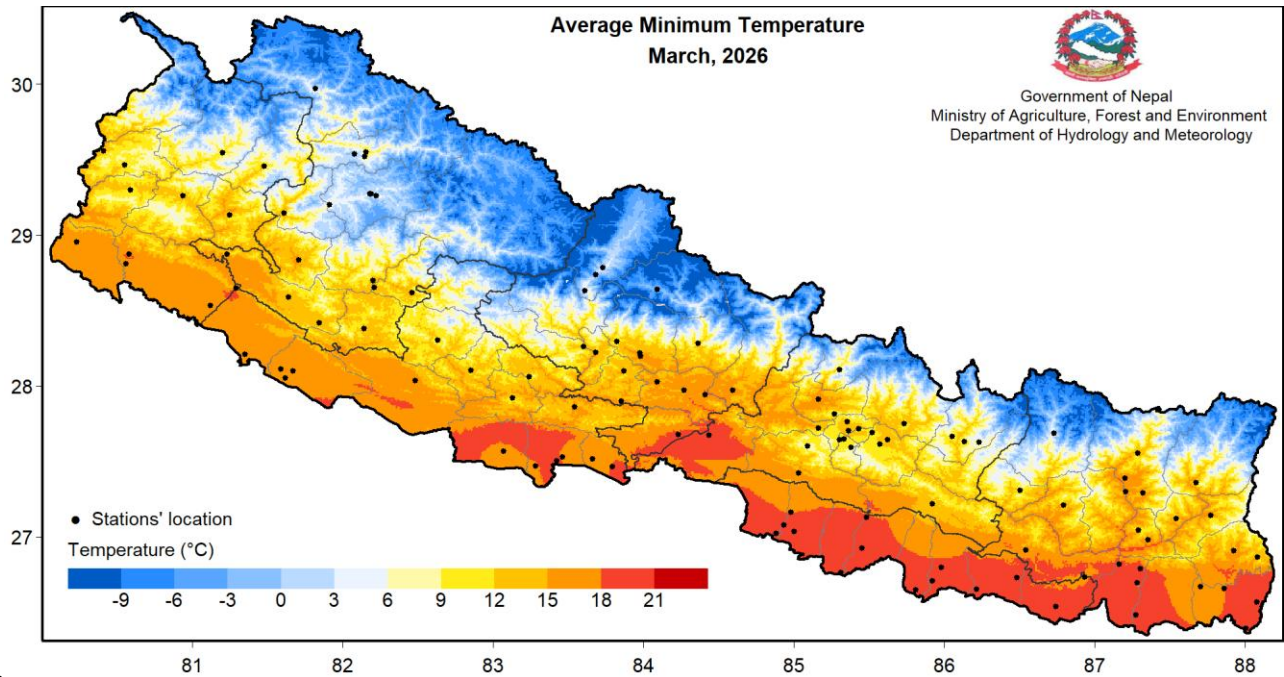 Average Minimum Temperature
March, 2026
Government of Nepal
Ministry of Agriculture, Forest and Environment
Department of Hydrology and Meteorology
30
29
28
27
Stations' location
Temperature (°C)
-9 -6 -3 0 3 6 9 12 15 18 21
81 82 83 84 85 86 87 88